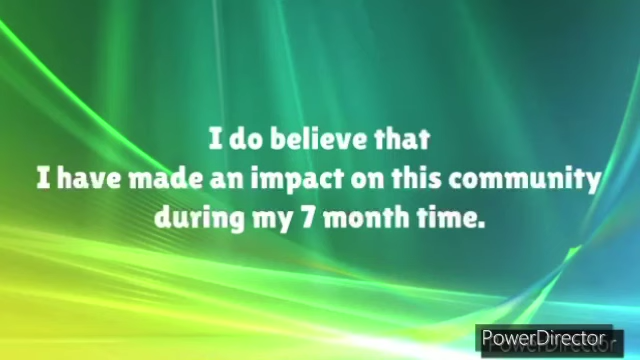 I do believe that
I have made an impact on this community
during my 7 month time.
PowerDirector